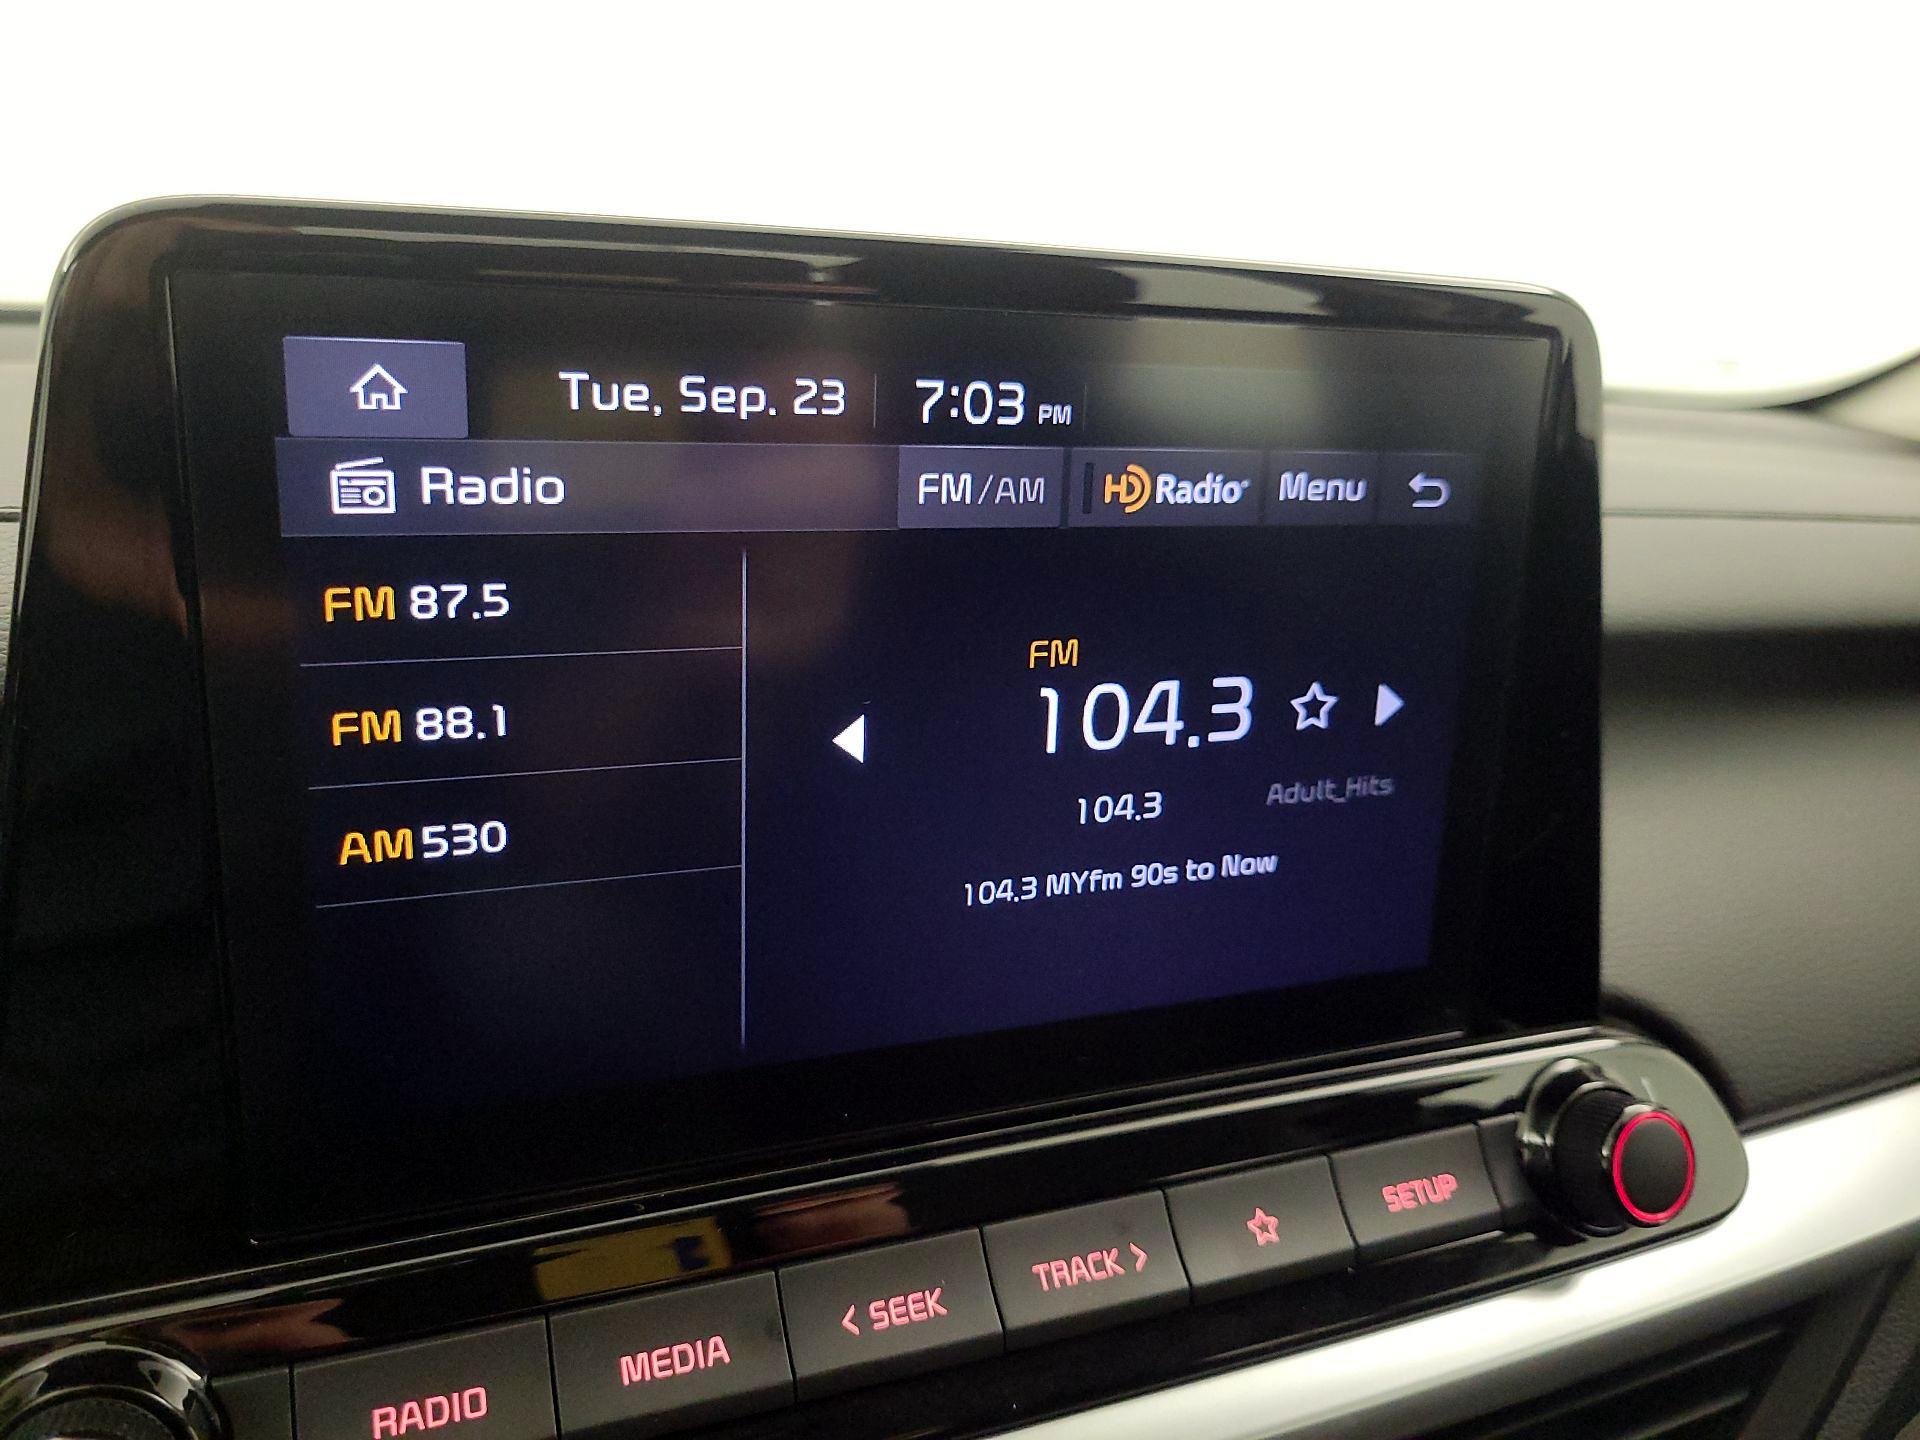 Tue, Sep. 23 7:03 PM
Radio FM/AM HD Radio Menu
FM 87.5
FM 88.1
AM 530
FM
104.3
104.3 Adult_Hits
104.3 MYfm 90s to Now
RADIO MEDIA < SEEK TRACK > SETUP